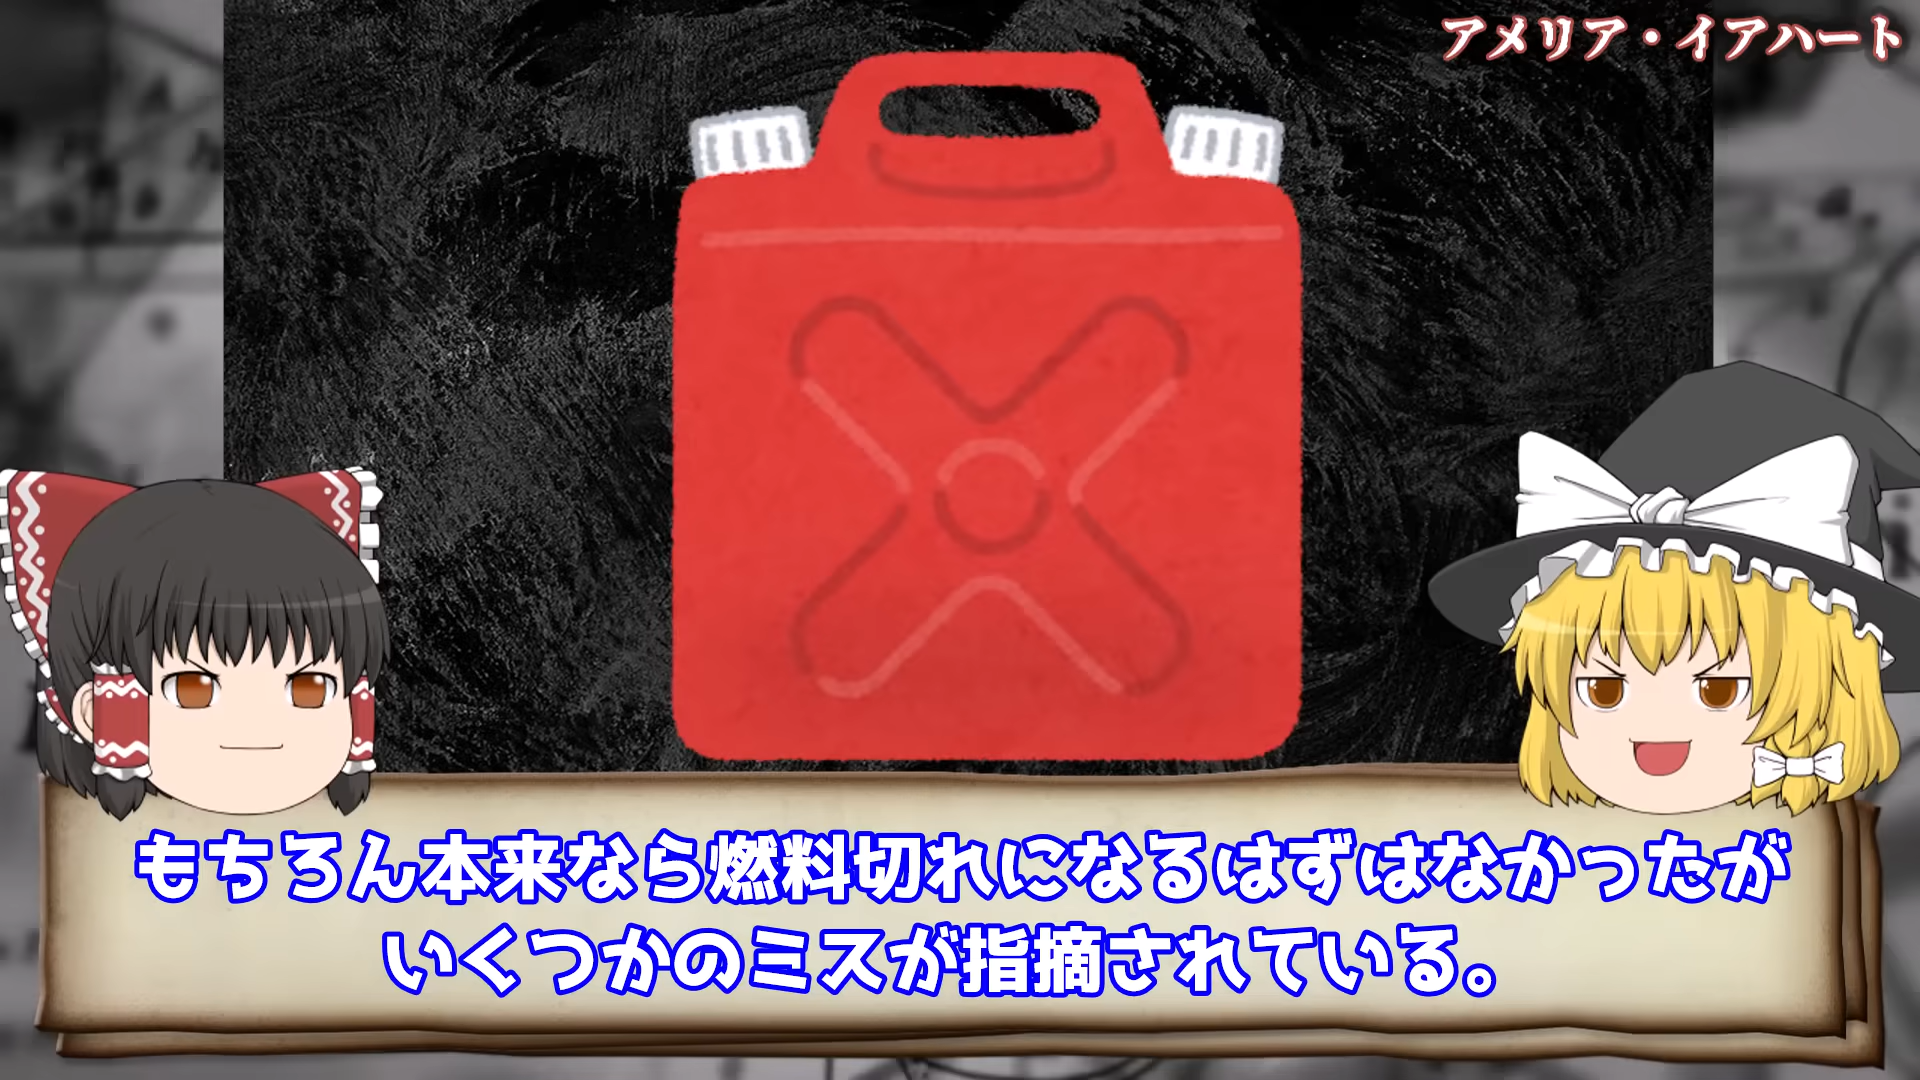 アメリア・イアハート
もちろん本来なら燃料切れになるはずはなかったが
いくつかのミスが指摘されている。